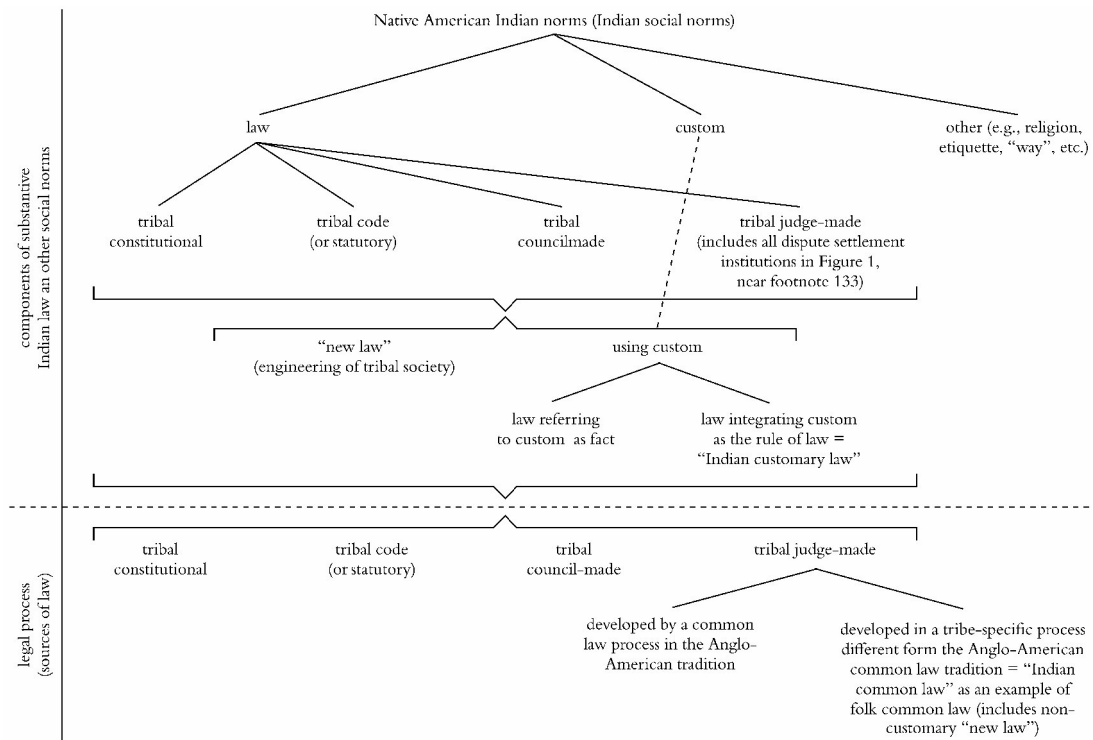 Native American Indian norms (Indian social norms)
law
custom
other (e.g., religion,
etiquette, “way”, etc.)
tribal
constitutional
tribal code
(or statutory)
tribal
councilmade
tribal judge-made
(includes all dispute settlement
institutions in Figure 1,
near footnote 133)
“new law”
(engineering of tribal society)
using custom
law referring
to custom as fact
law integrating custom
as the rule of law =
“Indian customary law”
components of substantive
Indian law an other social norms
tribal
constitutional
tribal code
(or statutory)
tribal
council-made
tribal judge-made
developed by a common
law process in the Anglo-
American tradition
developed in a tribe-specific process
different form the Anglo-American
common law tradition = “Indian
common law” as an example of
folk common law (includes non-
customary “new law”)
legal process
(sources of law)